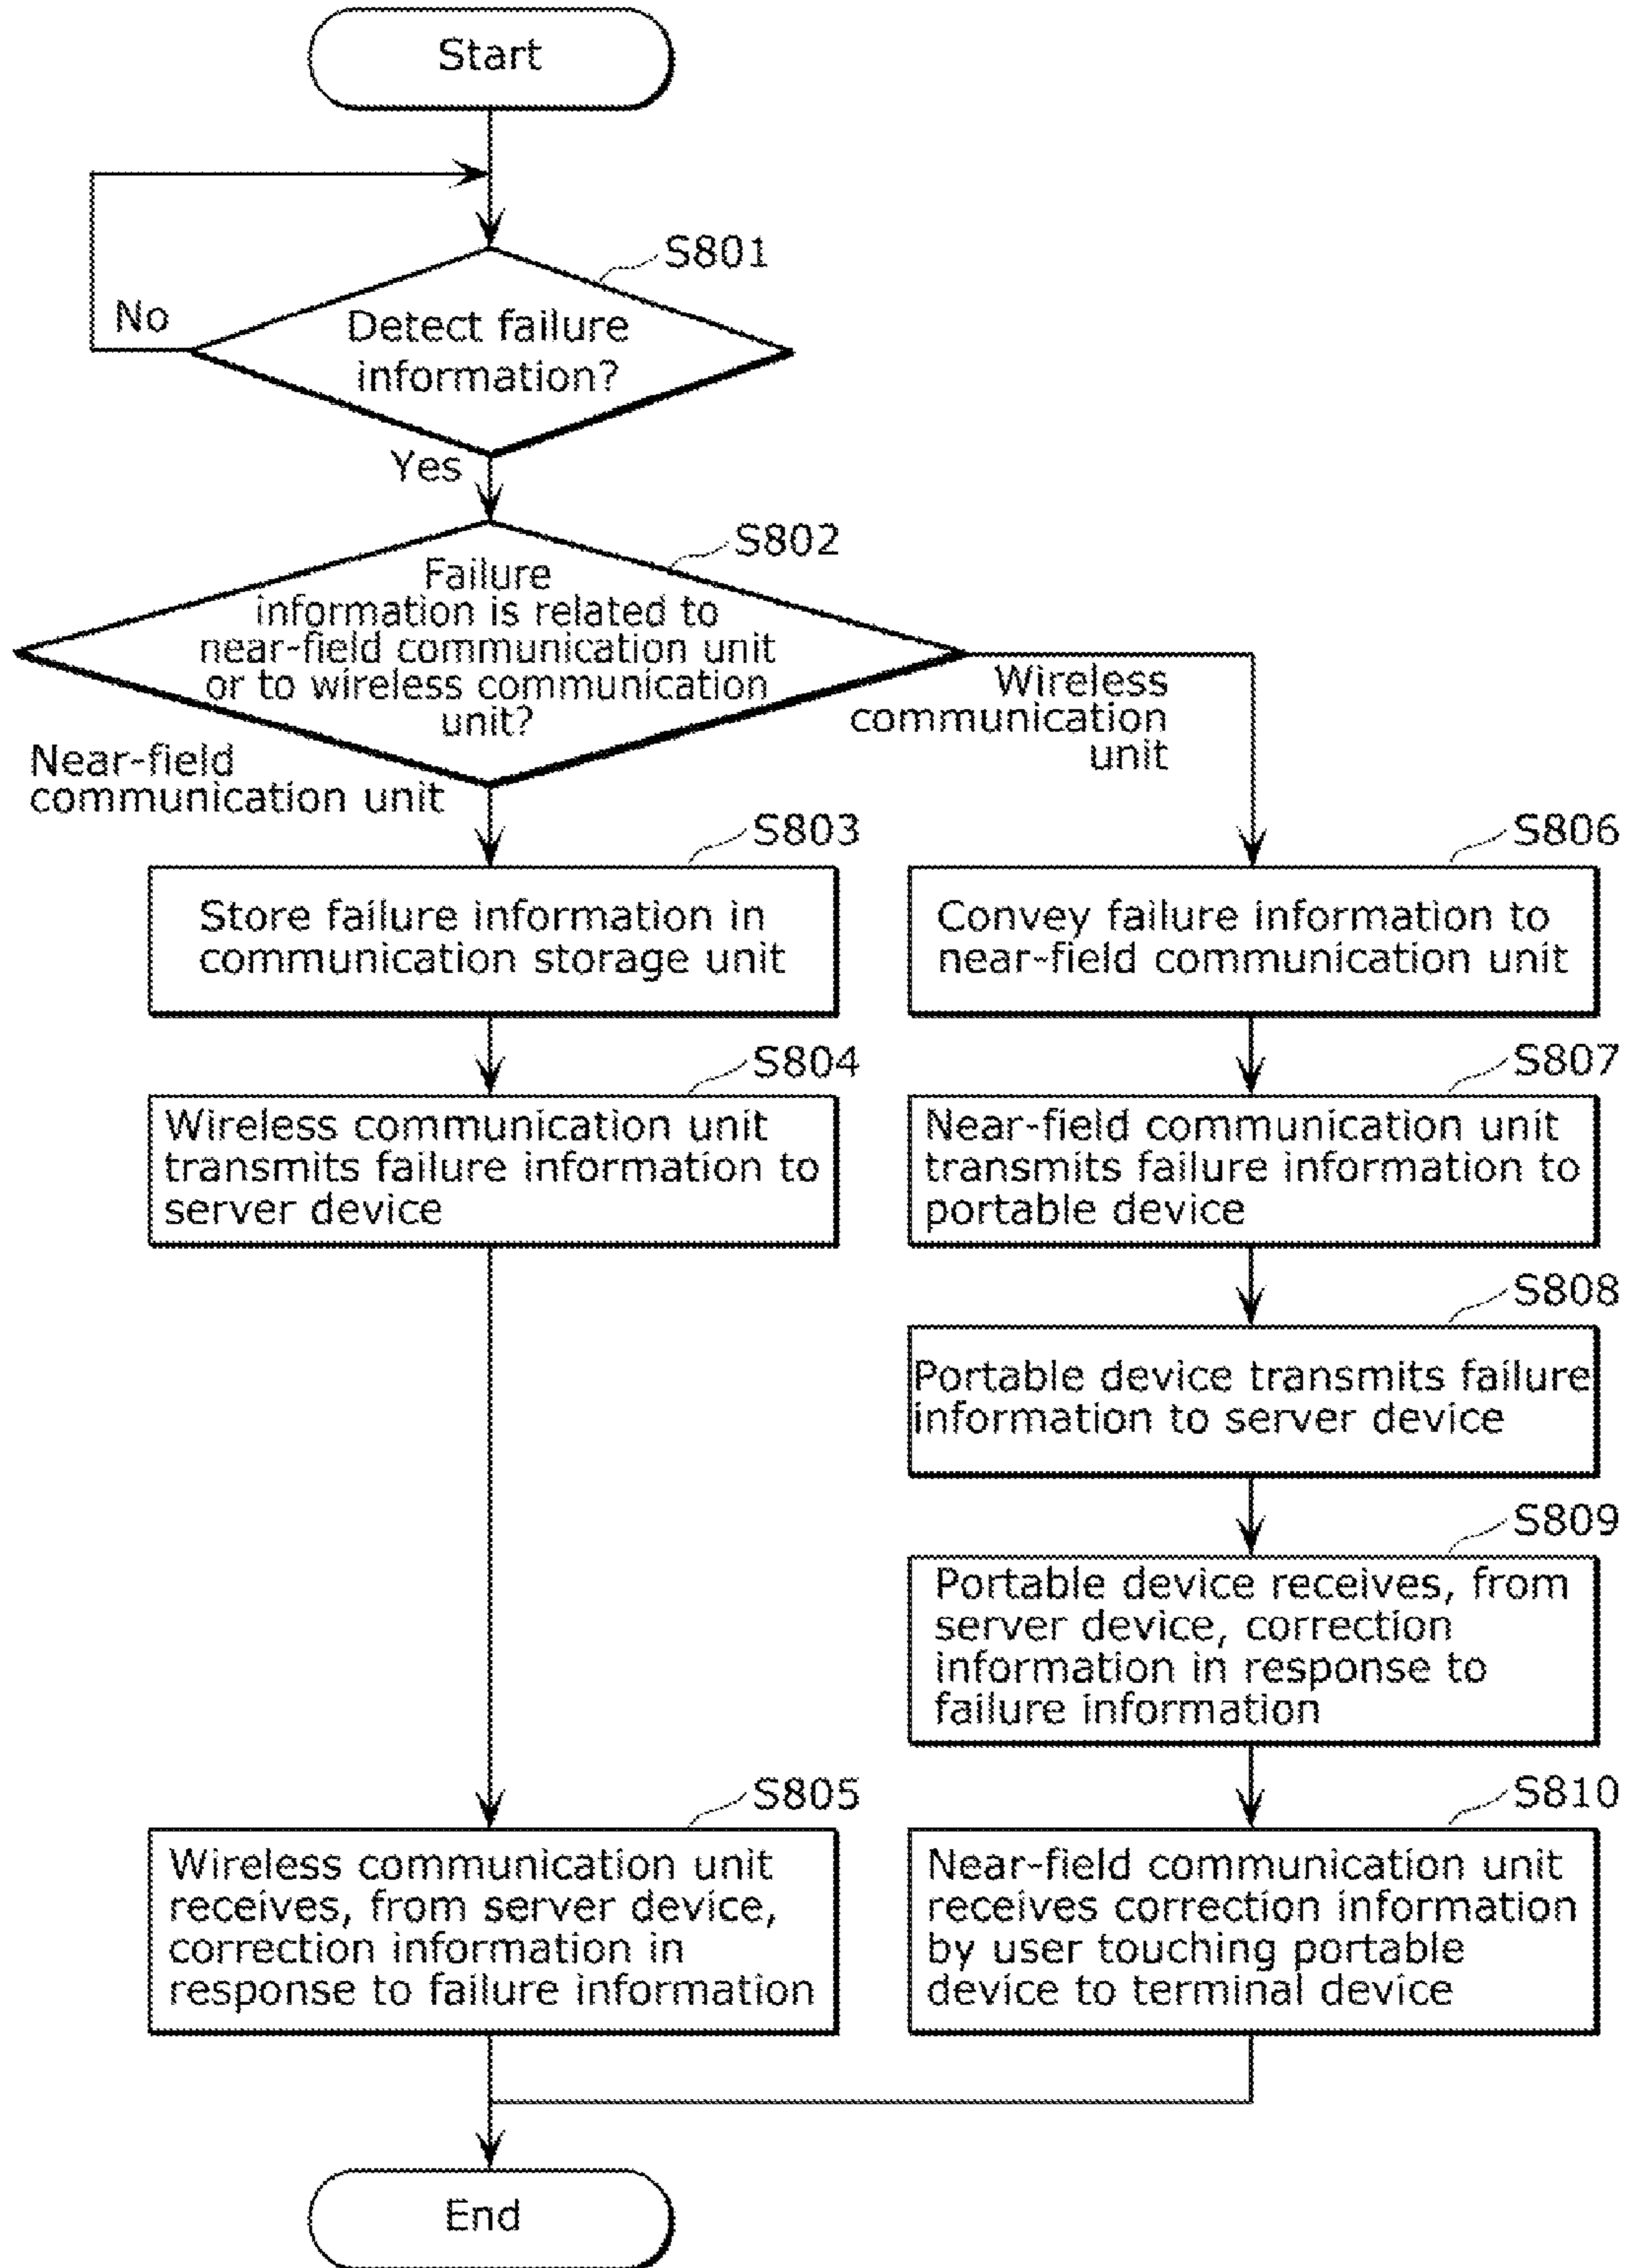 Start
S801
No
Detect failure
information?
Yes
S802
Failure
information is related to
near-field communication unit
or to wireless communication
unit?
Wireless
communication
unit
Near-field
communication unit
S803
Store failure information in
communication storage unit
S804
Wireless communication unit
transmits failure information to
server device
S805
Wireless communication unit
receives, from server device,
correction information in
response to failure information
S806
Convey failure information to
near-field communication unit
S807
Near-field communication unit
transmits failure information to
portable device
S808
Portable device transmits failure
information to server device
S809
Portable device receives, from
server device, correction
information in response to
failure information
S810
Near-field communication unit
receives correction information
by user touching portable
device to terminal device
End